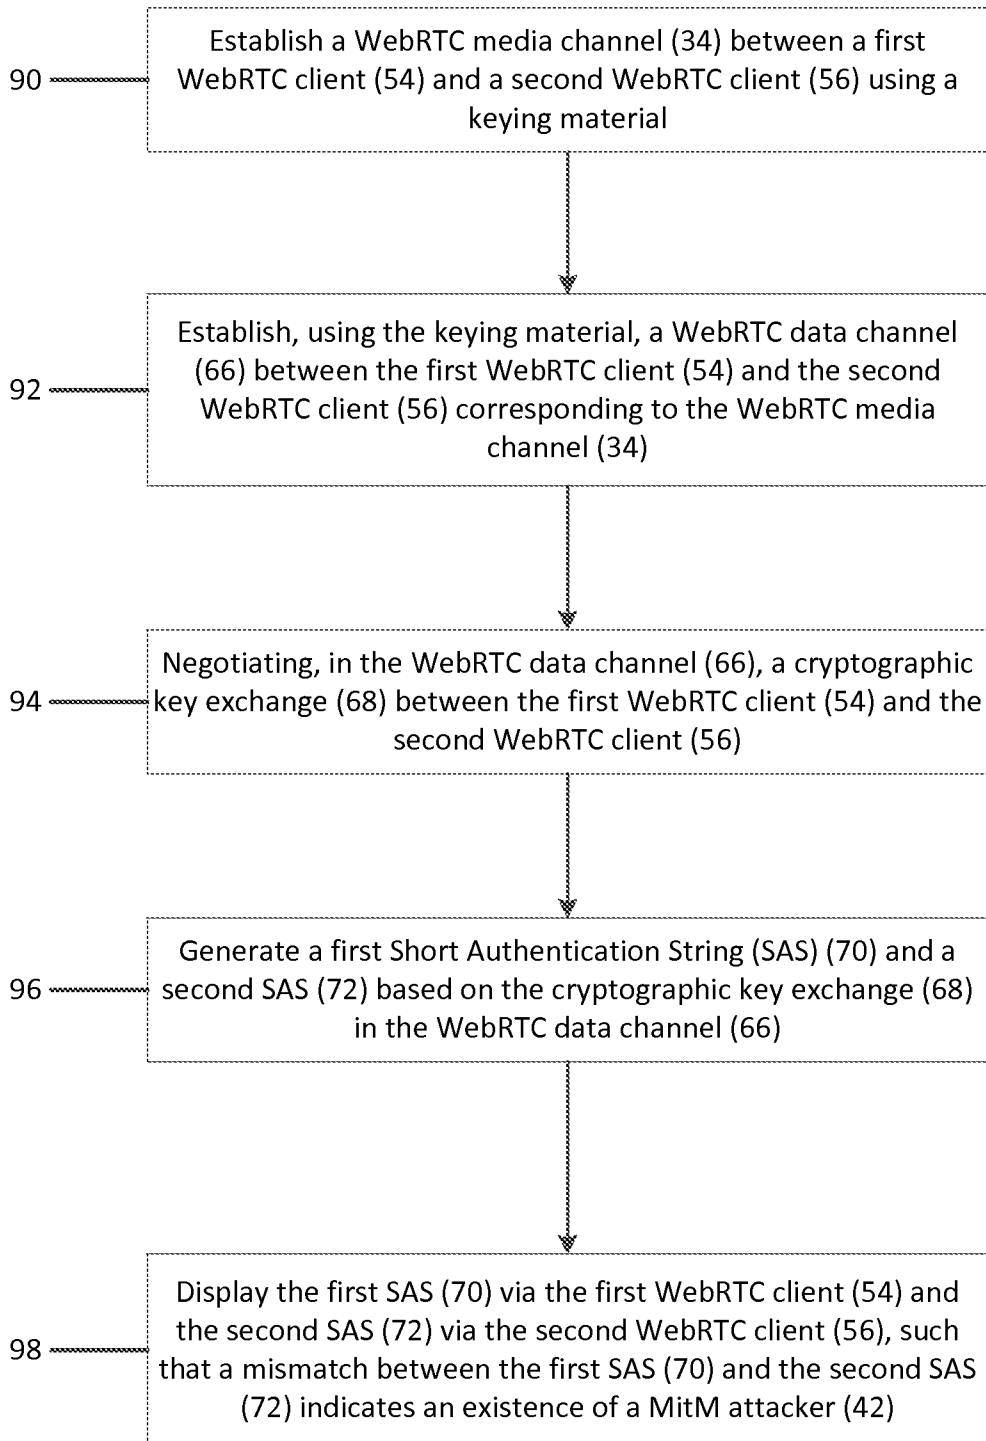 Establish a WebRTC media channel (34) between a first
90
WebRTC client (54) and a second WebRTC client (56) using a
keying material
Establish, using the keying material, a WebRTC data channel
(66) between the first WebRTC client (54) and the second
92
WebRTC client (56) corresponding to the WebRTC media
channel (34)
Negotiating, in the WebRTC data channel (66), a cryptographic
94
key exchange (68) between the first WebRTC client (54) and the
second WebRTC client (56)
Generate a first Short Authentication String (SAS) (70) and a
96
second SAS (72) based on the cryptographic key exchange (68)
in the WebRTC data channel (66)
Display the first SAS (70) via the first WebRTC client (54) and
the second SAS (72) via the second WebRTC client (56), such
98
that a mismatch between the first SAS (70) and the second SAS
(72) indicates an existence of a MitM attacker (42)